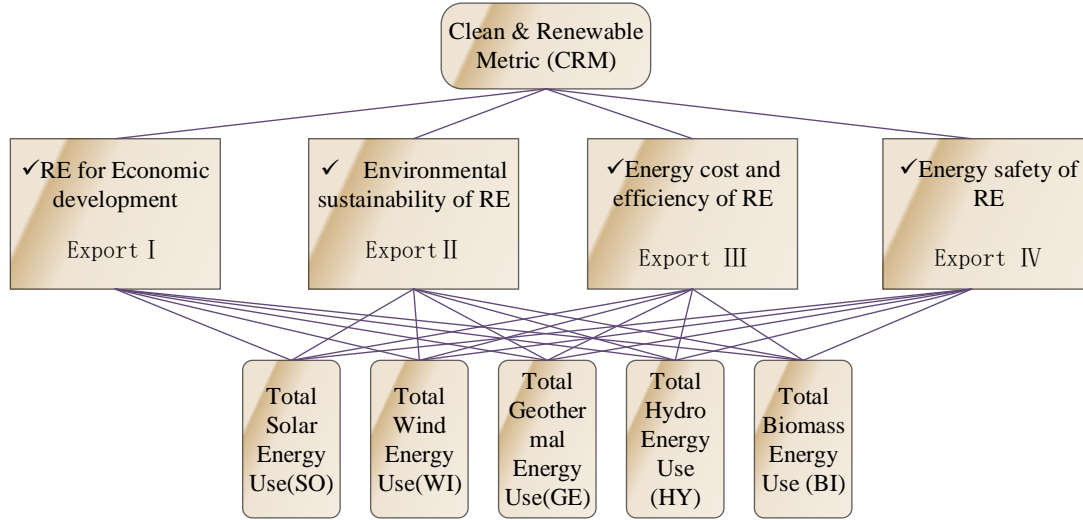 Clean & Renewable
Metric (CRM)
✓RE for Economic
development
Export Ⅰ
✓ Environmental
sustainability of RE
Export Ⅱ
✓Energy cost and
efficiency of RE
Export Ⅲ
✓Energy safety of
RE
Export Ⅳ
Total
Solar
Energy
Use(SO)
Total
Wind
Energy
Use(WI)
Total
Geother
mal
Energy
Use(GE)
Total
Hydro
Energy
Use
(HY)
Total
Biomass
Energy
Use (BI)